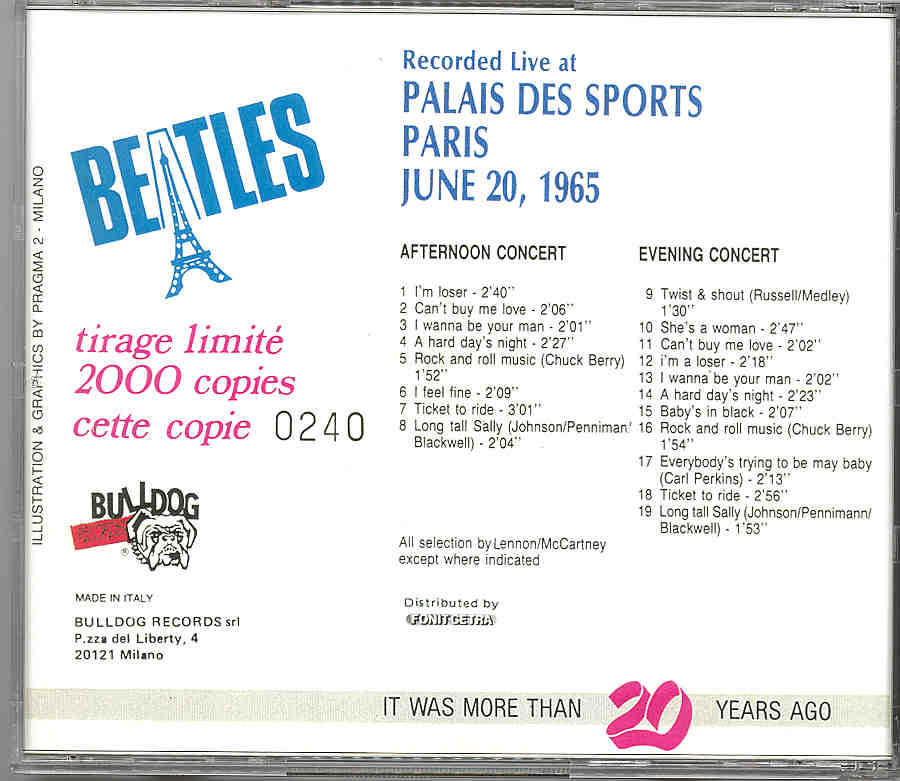 ILLUSTRATION & GRAPHICS BY PRAGMA 2 - MILANO
BEATLES
tirage limité
2000 copies
cette copie 0240
BULLDOG
®
MADE IN ITALY
BULLDOG RECORDS srl
P.zza del Liberty, 4
20121 Milano
Recorded Live at
PALAIS DES SPORTS
PARIS
JUNE 20, 1965
AFTERNOON CONCERT
1 I'm loser - 2'40''
2 Can't buy me love - 2'06''
3 I wanna be your man - 2'01''
4 A hard day's night - 2'27''
5 Rock and roll music (Chuck Berry)
1'52''
6 I feel fine - 2'09''
7 Ticket to ride - 3'01''
8 Long tall Sally (Johnson/Penniman/
Blackwell) - 2'04''
EVENING CONCERT
9 Twist & shout (Russell/Medley)
1'30''
10 She's a woman - 2'47''
11 Can't buy me love - 2'02''
12 i'm a loser - 2'18''
13 I wanna be your man - 2'02''
14 A hard day's night - 2'23''
15 Baby's in black - 2'07''
16 Rock and roll music (Chuck Berry)
1'54''
17 Everybody's trying to be may baby
(Carl Perkins) - 2'13''
18 Ticket to ride - 2'56''
19 Long tall Sally (Johnson/Pennimann/
Blackwell) - 1'53''
All selection by Lennon/McCartney
except where indicated
Distributed by
FONIT CETRA
IT WAS MORE THAN 20 YEARS AGO